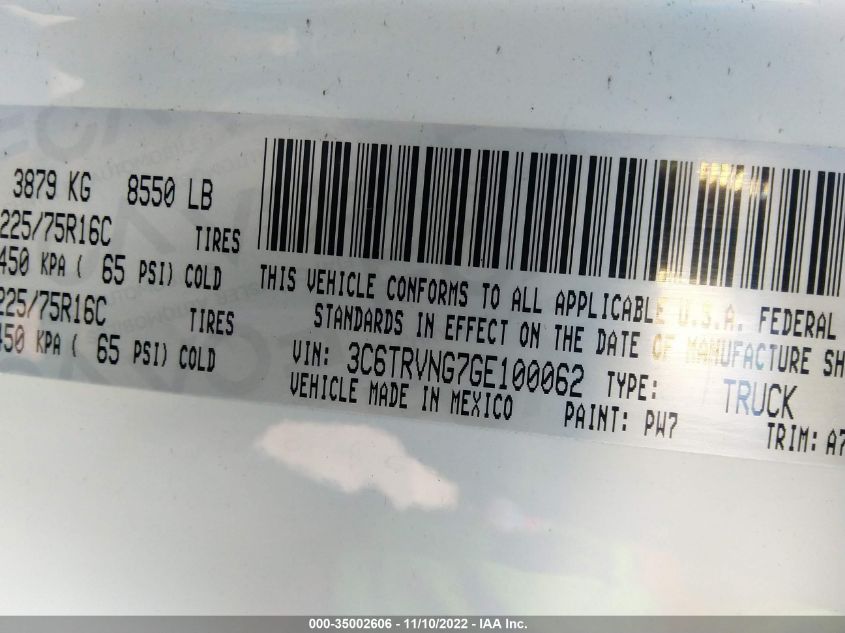 3879 KG 8550 LB
225/75R16C TIRES
450 KPA ( 65 PSI) COLD
225/75R16C TIRES
450 KPA ( 65 PSI) COLD
THIS VEHICLE CONFORMS TO ALL APPLICABLE U.S.A. FEDERAL
STANDARDS IN EFFECT ON THE DATE OF MANUFACTURE SH
VIN: 3C6TRVNG7GE100062 TYPE: TRUCK
VEHICLE MADE IN MEXICO PAINT: PW7 TRIM: A7
000-35002606 - 11/10/2022 - IAA Inc.